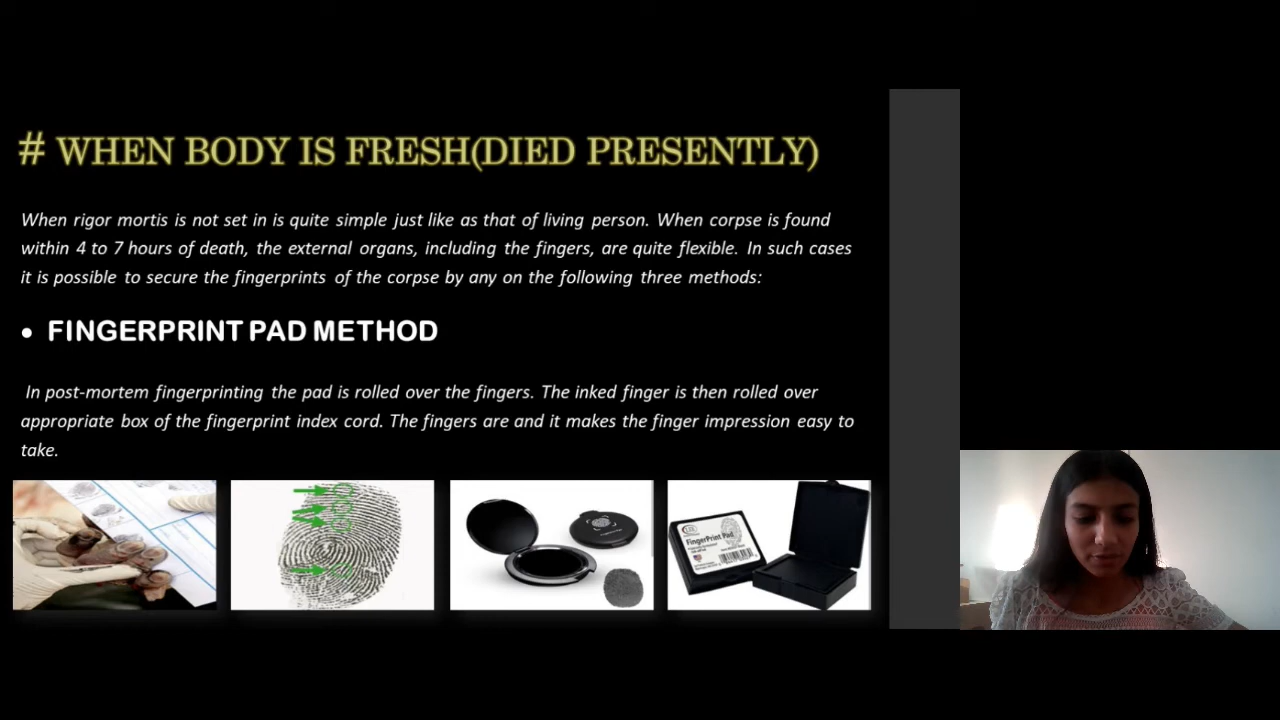 # WHEN BODY IS FRESH(DIED PRESENTLY)
When rigor mortis is not set in is quite simple just like as that of living person. When corpse is found
within 4 to 7 hours of death, the external organs, including the fingers, are quite flexible. In such cases
it is possible to secure the fingerprints of the corpse by any on the following three methods:
• FINGERPRINT PAD METHOD
In post-mortem fingerprinting the pad is rolled over the fingers. The inked finger is then rolled over
appropriate box of the fingerprint index cord. The fingers are and it makes the finger impression easy to
take.
FingerPrint Pad